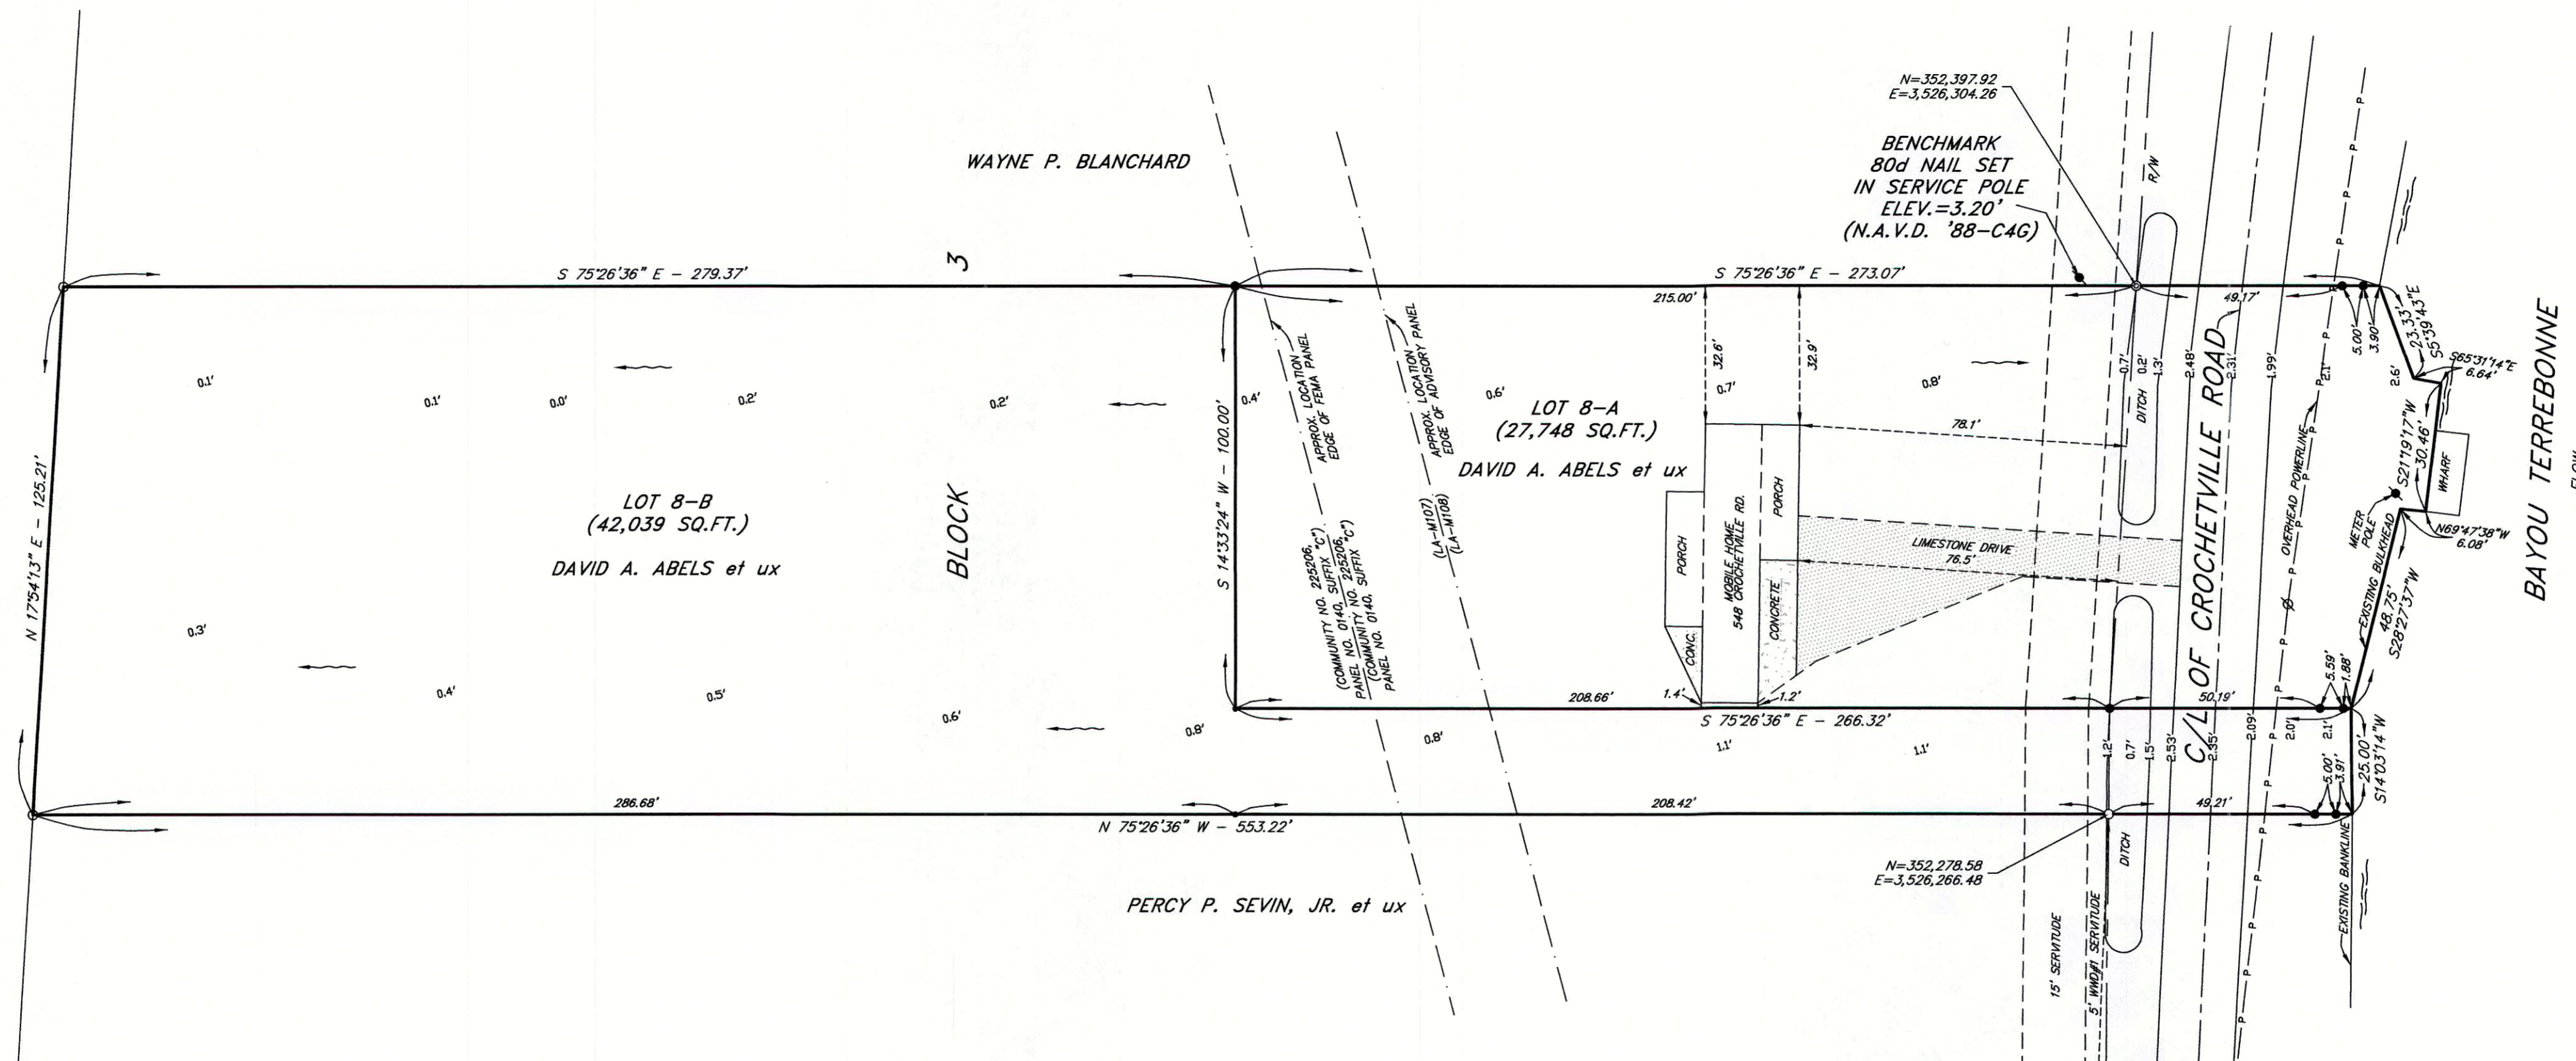 N=352,397.92
E=3,526,304.26
BENCHMARK
80d NAIL SET
IN SERVICE POLE
ELEV.=3.20'
(N.A.V.D. '88-C4G)
R/W
WAYNE P. BLANCHARD
3
BLOCK
S 75°26'36" E - 279.37'
S 75°26'36" E - 273.07'
215.00'
49.17'
5.00'
3.90'
23.33'
S5°39'43"E
S65°31'14"E
6.64'
N 17°54'13" E - 125.21'
0.1'
0.1'
0.0'
0.2'
0.2'
0.4'
0.6'
0.7'
0.8'
0.7'
0.2'
1.3'
2.48'
2.31'
1.99'
2.1'
2.6'
LOT 8-B
(42,039 SQ.FT.)
DAVID A. ABELS et ux
S 14°33'24" W - 100.00'
APPROX. LOCATION
EDGE OF FEMA PANEL
(COMMUNITY NO. 225206,
PANEL NO. 0140, SUFFIX "C")
(COMMUNITY NO. 225206,
PANEL NO. 0140, SUFFIX "C")
APPROX. LOCATION
EDGE OF ADVISORY PANEL
(LA-M107)
(LA-M108)
LOT 8-A
(27,748 SQ.FT.)
DAVID A. ABELS et ux
32.6'
32.9'
78.1'
PORCH
MOBILE HOME
548 CROCHETVILLE RD.
PORCH
CONCRETE
CONC.
LIMESTONE DRIVE
76.5'
DITCH
C/L OF CROCHETVILLE ROAD
OVERHEAD POWERLINE
P P P P P
METER
POLE
EXISTING BULKHEAD
S21°19'17"W
30.46'
WHARF
N69°47'38"W
6.08'
48.75'
S28°27'37"W
BAYOU TERREBONNE
FLOW
0.3'
0.4'
0.5'
0.6'
0.8'
0.8'
1.1'
1.1'
1.4'
1.2'
208.66'
S 75°26'36" E - 266.32'
50.19'
5.59'
1.88'
1.2'
0.7'
1.5'
2.53'
2.35'
2.09'
2.0'
2.1'
5.00'
3.91'
25.00'
S14°03'14"W
286.68'
208.42'
49.21'
N 75°26'36" W - 553.22'
N=352,278.58
E=3,526,266.48
DITCH
PERCY P. SEVIN, JR. et ux
15' SERVITUDE
5' WWD#1 SERVITUDE
EXISTING BANKLINE